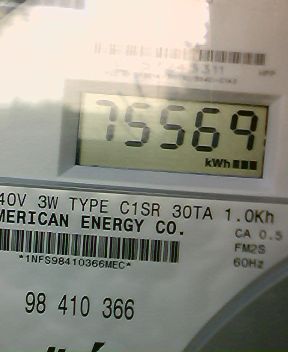 75569
kWh
40V 3W TYPE C1SR 30TA 1.0Kh
MERICAN ENERGY CO.
CA 0.5
FM2S
60Hz
*1NFS98410366MEC*
98 410 366